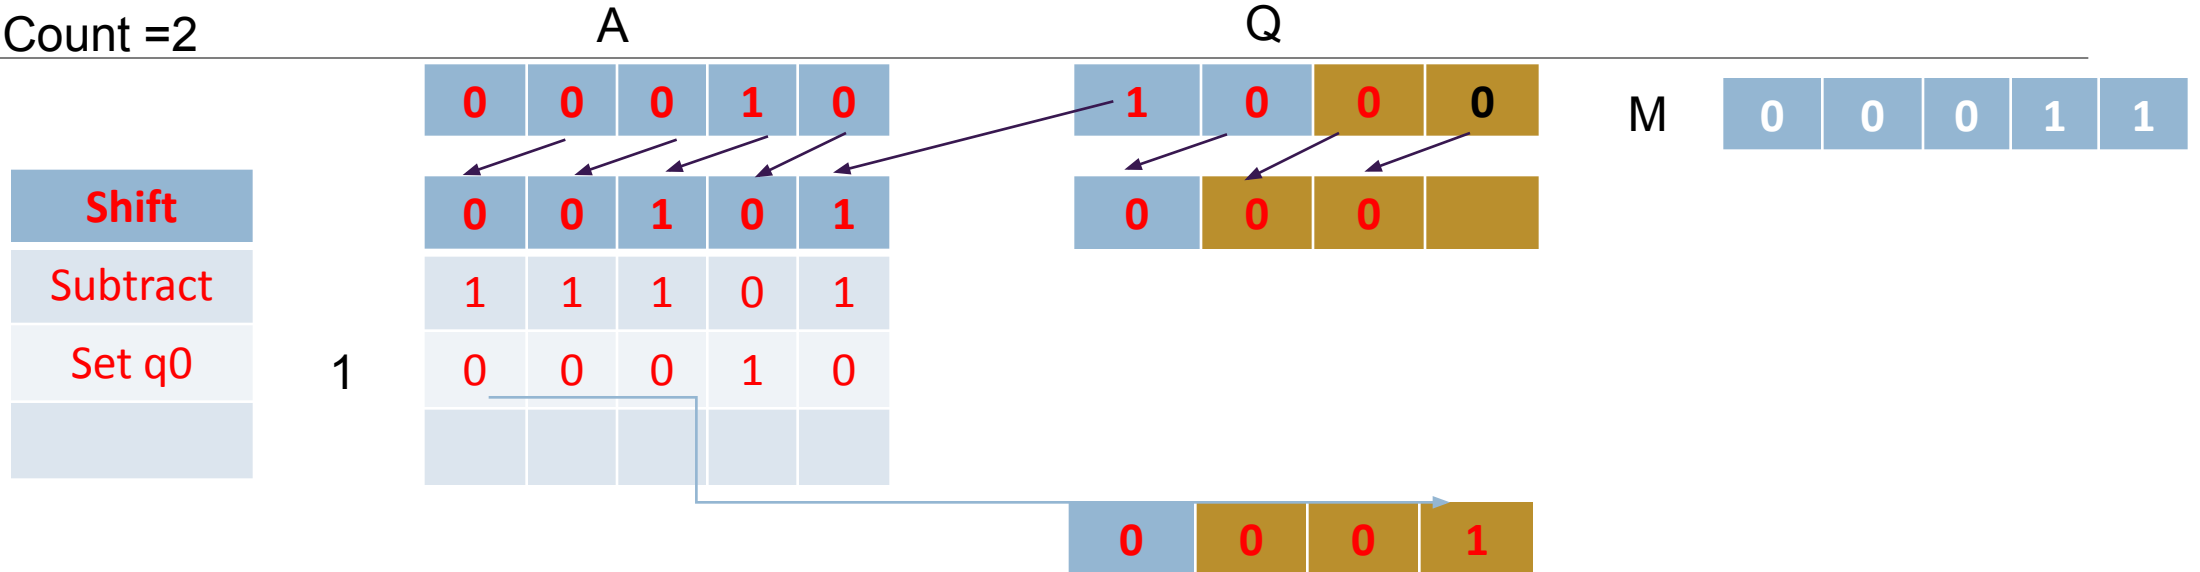 Count =2 A Q
0 0 0 1 0 1 0 0 0 M 0 0 0 1 1
Shift 0 0 1 0 1 0 0 0
Subtract 1 1 1 0 1
Set q0 1 0 0 0 1 0
0 0 0 1